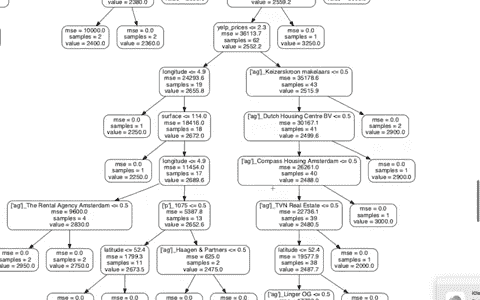 value = 2380.0
value = 2559.2
mse = 10000.0
samples = 2
value = 2400.0
mse = 0.0
samples = 2
value = 2360.0
yelp_prices <= 2.3
mse = 36113.7
samples = 62
value = 2552.2
mse = 0.0
samples = 1
value = 3250.0
longitude <= 4.9
mse = 24293.6
samples = 19
value = 2655.8
['ag']_Keizerskroon makelaars <= 0.5
mse = 35178.6
samples = 43
value = 2515.9
mse = 0.0
samples = 1
value = 2250.0
surface <= 114.0
mse = 18416.0
samples = 18
value = 2672.0
['ag']_Dutch Housing Centre BV <= 0.5
mse = 30167.1
samples = 41
value = 2499.6
mse = 0.0
samples = 2
value = 2900.0
mse = 0.0
samples = 1
value = 2250.0
longitude <= 4.9
mse = 11454.0
samples = 17
value = 2689.6
['ag']_Compass Housing Amsterdam <= 0.5
mse = 26261.0
samples = 40
value = 2488.0
mse = 0.0
samples = 1
value = 2900.0
['ag']_The Rental Agency Amsterdam <= 0.5
mse = 9600.0
samples = 4
value = 2830.0
['p']_1075 <= 0.5
mse = 5387.8
samples = 13
value = 2652.6
['ag']_TVN Real Estate <= 0.5
mse = 22736.1
samples = 39
value = 2480.5
mse = 0.0
samples = 1
value = 3000.0
mse = 0.0
samples = 2
value = 2950.0
mse = 0.0
samples = 2
value = 2750.0
latitude <= 52.4
mse = 1799.3
samples = 11
value = 2673.5
['ag']_Haagen & Partners <= 0.5
mse = 625.0
samples = 2
value = 2475.0
latitude <= 52.4
mse = 19577.9
samples = 38
value = 2487.7
mse = 0.0
samples = 1
value = 2000.0
mse = 0.0
mse = 0.0
mse = 0.0
mse = 0.0
['ag']_Linger OG <= 0.5
mse = 0.0